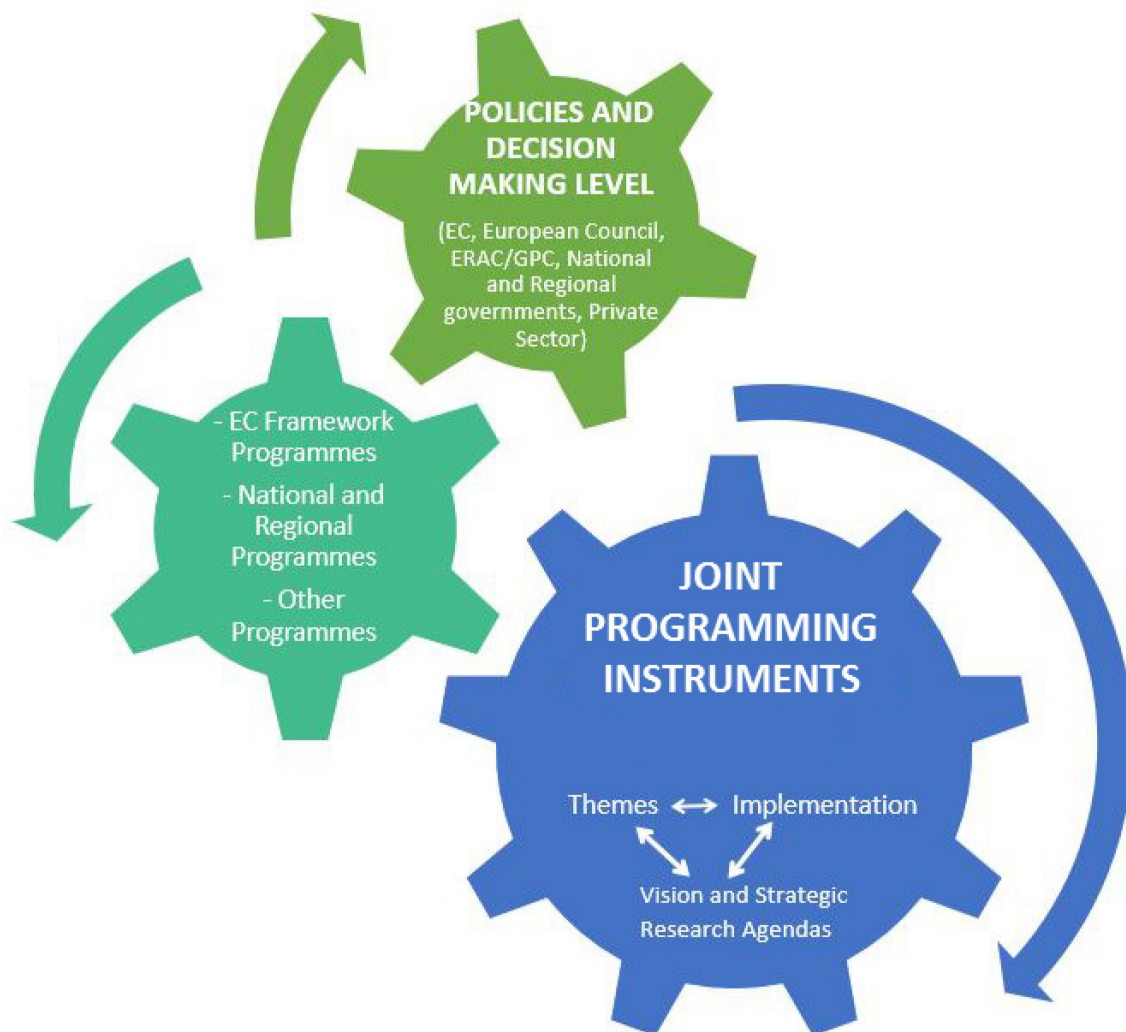 POLICIES AND
DECISION
MAKING LEVEL
(EC, European Council,
ERAC/GPC, National
and Regional
governments, Private
Sector)
- EC Framework
Programmes
- National and
Regional
Programmes
- Other
Programmes
JOINT
PROGRAMMING
INSTRUMENTS
Themes Implementation
Vision and Strategic
Research Agendas